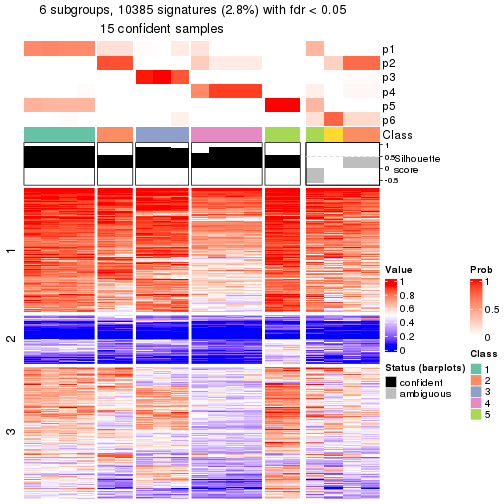 6 subgroups, 10385 signatures (2.8%) with fdr < 0.05
15 confident samples
p1
p2
p3
p4
p5
p6
Class
1
0.5
0
-0.5
Silhouette
score
1
2
3
Value
1
0.8
0.6
0.4
0.2
0
Prob
1
0.5
0
Status (barplots)
confident
ambiguous
Class
1
2
3
4
5